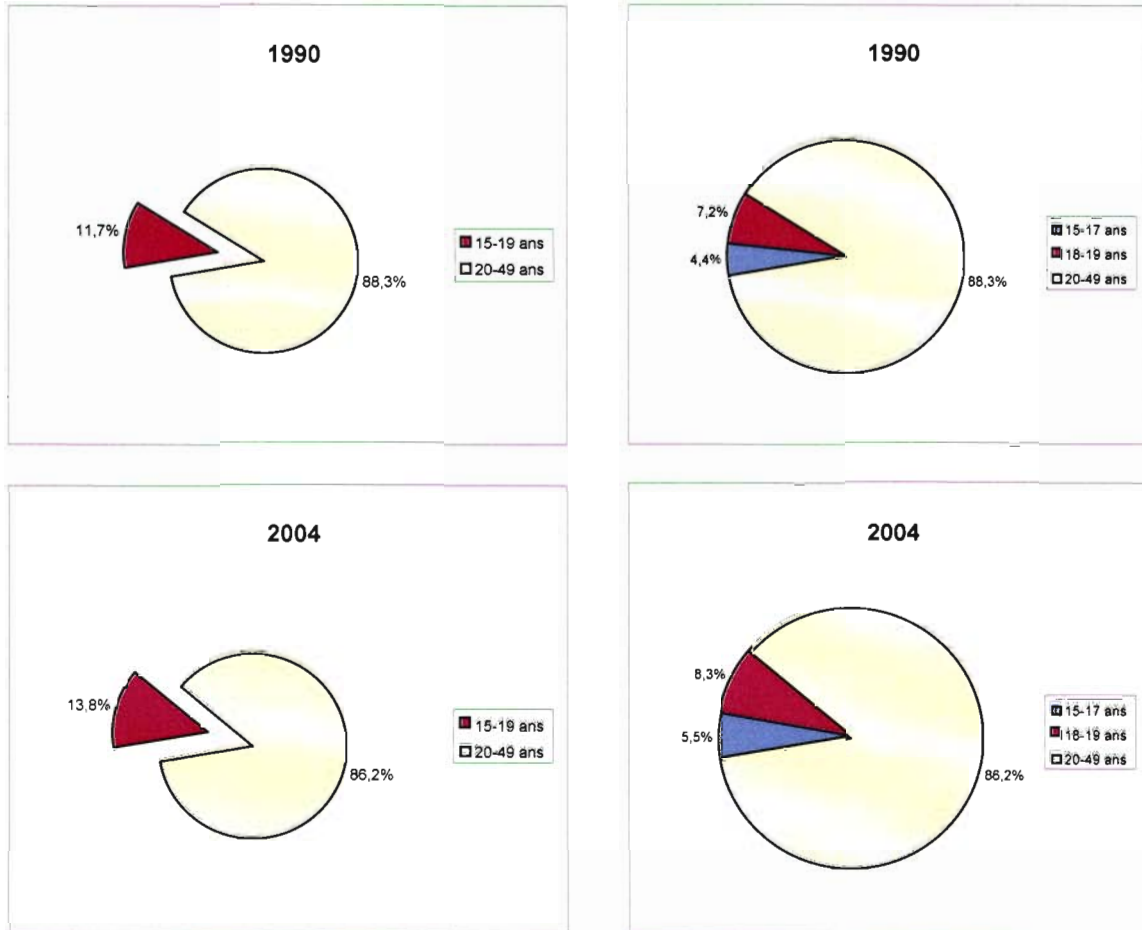 1990
11,7%
88,3%
15-19 ans
20-49 ans
1990
7,2%
4,4%
88,3%
15-17 ans
18-19 ans
20-49 ans
2004
13,8%
86,2%
15-19 ans
20-49 ans
2004
8,3%
5,5%
86,2%
15-17 ans
18-19 ans
20-49 ans